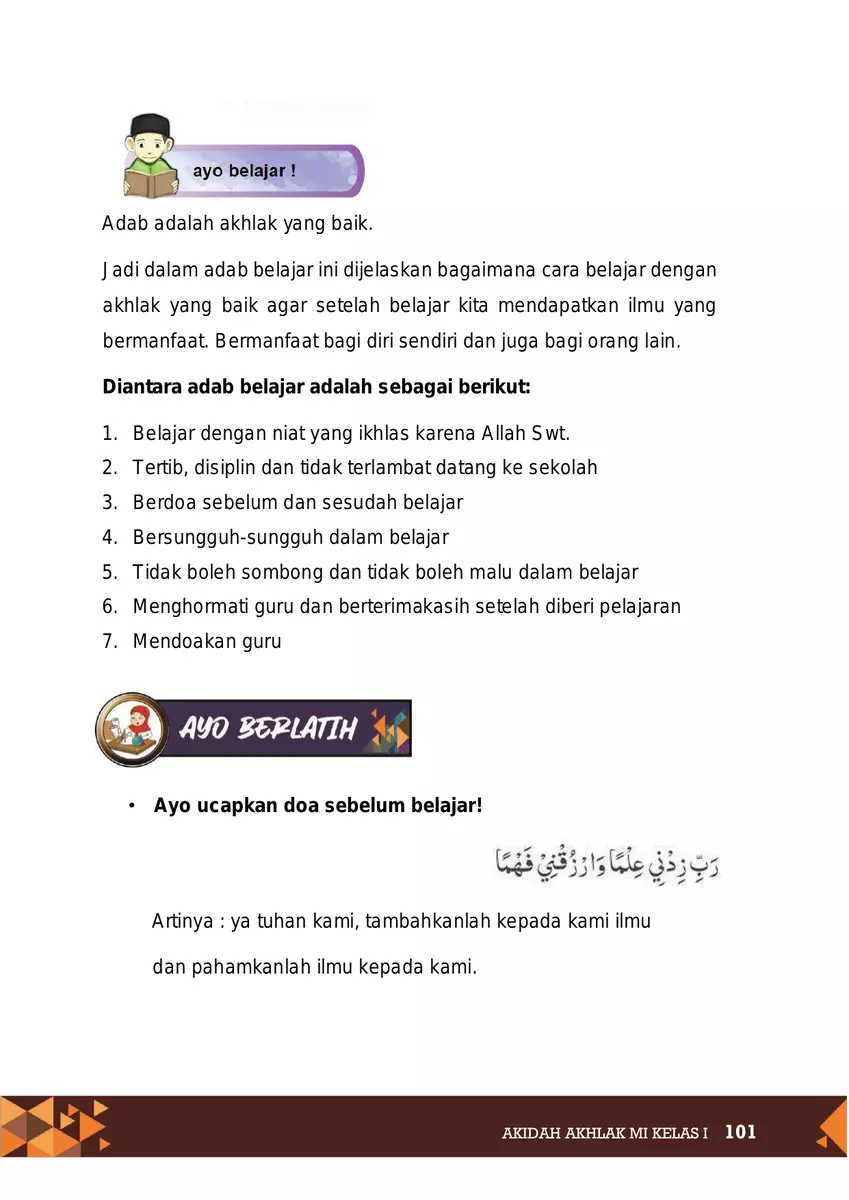 ayo belajar !
Adab adalah akhlak yang baik.
Jadi dalam adab belajar ini dijelaskan bagaimana cara belajar dengan
akhlak yang baik agar setelah belajar kita mendapatkan ilmu yang
bermanfaat. Bermanfaat bagi diri sendiri dan juga bagi orang lain.
Diantara adab belajar adalah sebagai berikut:
1. Belajar dengan niat yang ikhlas karena Allah Swt.
2. Tertib, disiplin dan tidak terlambat datang ke sekolah
3. Berdoa sebelum dan sesudah belajar
4. Bersungguh-sungguh dalam belajar
5. Tidak boleh sombong dan tidak boleh malu dalam belajar
6. Menghormati guru dan berterimakasih setelah diberi pelajaran
7. Mendoakan guru
AYO BERLATIH
• Ayo ucapkan doa sebelum belajar!
رَبِّ زِدْنِي عِلْمًا وَارْزُقْنِيْ فَهْمًا
Artinya : ya tuhan kami, tambahkanlah kepada kami ilmu
dan pahamkanlah ilmu kepada kami.
AKIDAH AKHLAK MI KELAS I 101